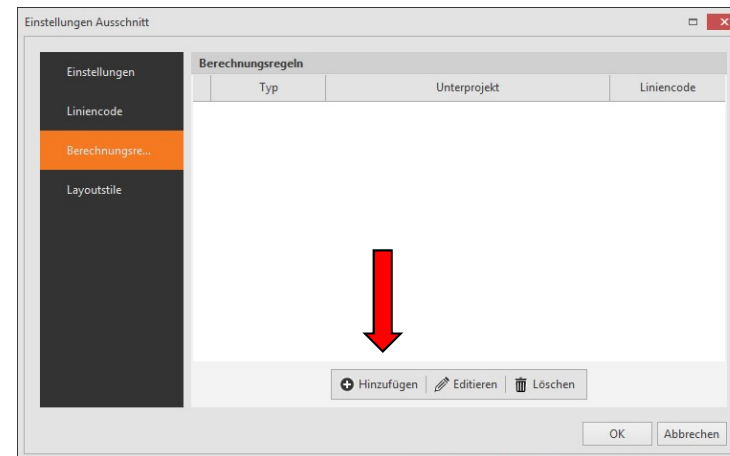 Einstellungen Ausschnitt
Einstellungen
Liniencode
Berechnungsre...
Layoutstile
Berechnungsregeln
Typ Unterprojekt Liniencode
Hinzufügen Editieren Löschen
OK Abbrechen